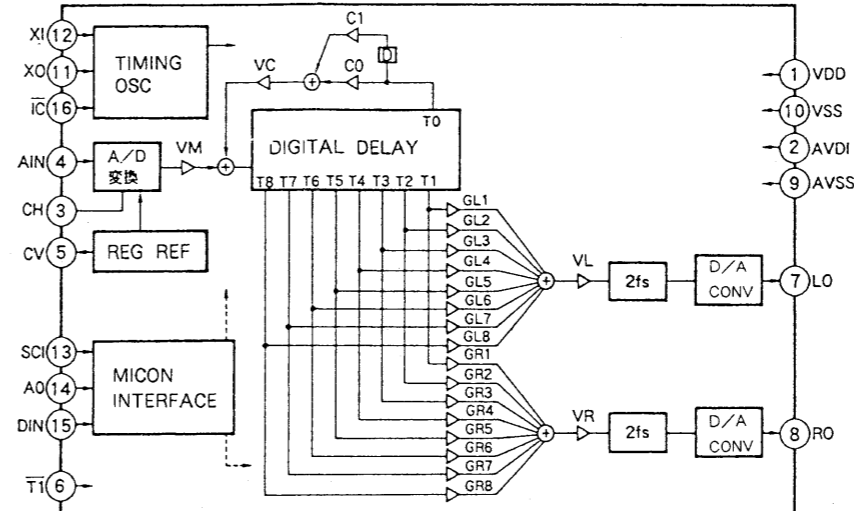 XI 12
XO 11
IC 16
TIMING
OSC
C1
D
VC
C0
T0
DIGITAL DELAY
T8 T7 T6 T5 T4 T3 T2 T1
AIN 4
A/D
変換
VM
CH 3
CV 5
REG REF
1 VDD
10 VSS
2 AVDI
9 AVSS
GL1
GL2
GL3
GL4
GL5
GL6
GL7
GL8
VL
2fs
D/A
CONV
7 LO
SCI 13
A0 14
DIN 15
MICON
INTERFACE
T1 6
GR1
GR2
GR3
GR4
GR5
GR6
GR7
GR8
VR
2fs
D/A
CONV
8 RO